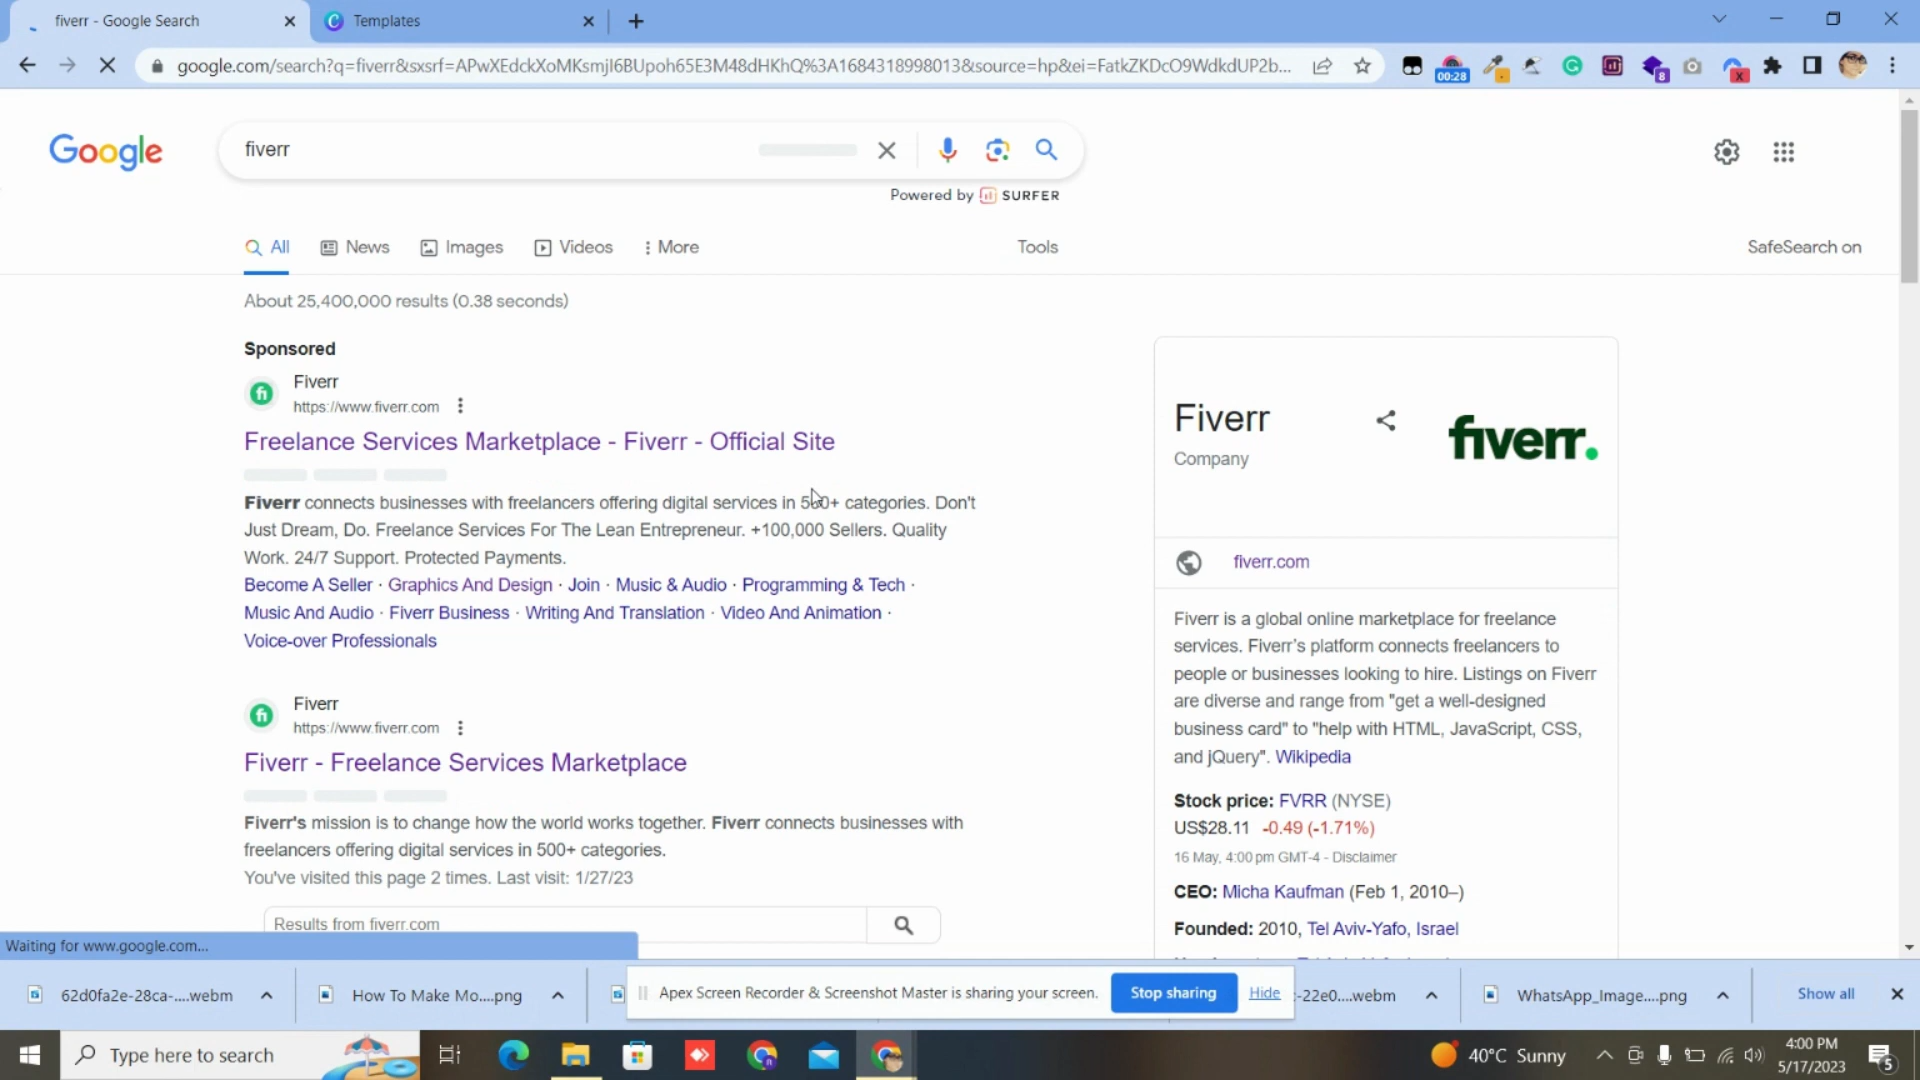 fiverr - Google Search
Templates
google.com/search?q=fiverr&sxsrf=APwXEdckXoMKsmjI6BUpoh65E3M48dHKhQ%3A1684318998013&source=hp&ei=FatkZKDcO9WdkdUP2b...
00:28
8
X
Google
fiverr
Powered by SURFER
All
News
Images
Videos
More
Tools
SafeSearch on
About 25,400,000 results (0.38 seconds)
Sponsored
Fiverr
https://www.fiverr.com
Freelance Services Marketplace - Fiverr - Official Site
Fiverr connects businesses with freelancers offering digital services in 500+ categories. Don't
Just Dream, Do. Freelance Services For The Lean Entrepreneur. +100,000 Sellers. Quality
Work. 24/7 Support. Protected Payments.
Become A Seller · Graphics And Design · Join · Music & Audio · Programming & Tech ·
Music And Audio · Fiverr Business · Writing And Translation · Video And Animation ·
Voice-over Professionals
Fiverr
https://www.fiverr.com
Fiverr - Freelance Services Marketplace
Fiverr's mission is to change how the world works together. Fiverr connects businesses with
freelancers offering digital services in 500+ categories.
You've visited this page 2 times. Last visit: 1/27/23
Results from fiverr.com
Fiverr
Company
fiverr.
fiverr.com
Fiverr is a global online marketplace for freelance
services. Fiverr's platform connects freelancers to
people or businesses looking to hire. Listings on Fiverr
are diverse and range from "get a well-designed
business card" to "help with HTML, JavaScript, CSS,
and jQuery". Wikipedia
Stock price: FVRR (NYSE)
US$28.11 -0.49 (-1.71%)
16 May, 4:00 pm GMT-4 - Disclaimer
CEO: Micha Kaufman (Feb 1, 2010–)
Founded: 2010, Tel Aviv-Yafo, Israel
Waiting for www.google.com...
62d0fa2e-28ca-....webm
How To Make Mo....png
Apex Screen Recorder & Screenshot Master is sharing your screen.
Stop sharing
Hide
-22e0....webm
WhatsApp_Image....png
Show all
Type here to search
40°C Sunny
4:00 PM
5/17/2023
5